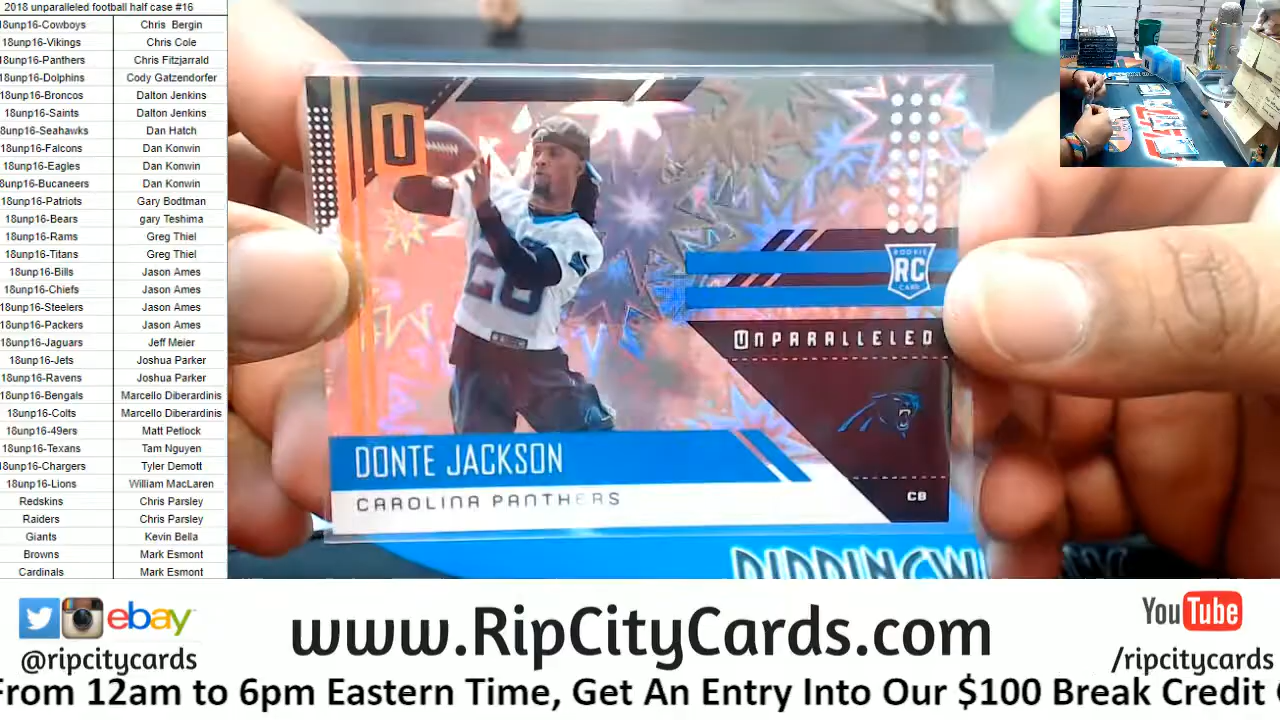 2018 unparalleled football half case #16
18unp16-Cowboys Chris Bergin
18unp16-Vikings Chris Cole
18unp16-Panthers Chris Fitzjarrald
18unp16-Dolphins Cody Gatzendorfer
18unp16-Broncos Dalton Jenkins
18unp16-Saints Dalton Jenkins
8unp16-Seahawks Dan Hatch
18unp16-Falcons Dan Konwin
18unp16-Eagles Dan Konwin
8unp16-Bucaneers Dan Konwin
18unp16-Patriots Gary Bodtman
18unp16-Bears gary Teshima
18unp16-Rams Greg Thiel
18unp16-Titans Greg Thiel
18unp16-Bills Jason Ames
18unp16-Chiefs Jason Ames
18unp16-Steelers Jason Ames
18unp16-Packers Jason Ames
18unp16-Jaguars Jeff Meier
18unp16-Jets Joshua Parker
18unp16-Ravens Joshua Parker
18unp16-Bengals Marcello Diberardinis
18unp16-Colts Marcello Diberardinis
18unp16-49ers Matt Petlock
18unp16-Texans Tam Nguyen
18unp16-Chargers Tyler Demott
18unp16-Lions William MacLaren
Redskins Chris Parsley
Raiders Chris Parsley
Giants Kevin Bella
Browns Mark Esmont
Cardinals Mark Esmont
U
28
ROOKIE
RC
CARD
UNPARALLELED
DONTE JACKSON
CAROLINA PANTHERS
CB
ebay
@ripcitycards
www.RipCityCards.com
YouTube
/ripcitycards
From 12am to 6pm Eastern Time, Get An Entry Into Our $100 Break Credit